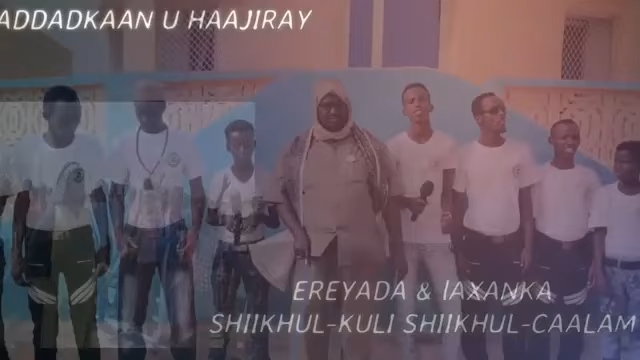 ADDADKAAN U HAAJIRAY
EREYADA & LAXANKA
SHIIKHUL-KULI SHIIKHUL-CAALAM